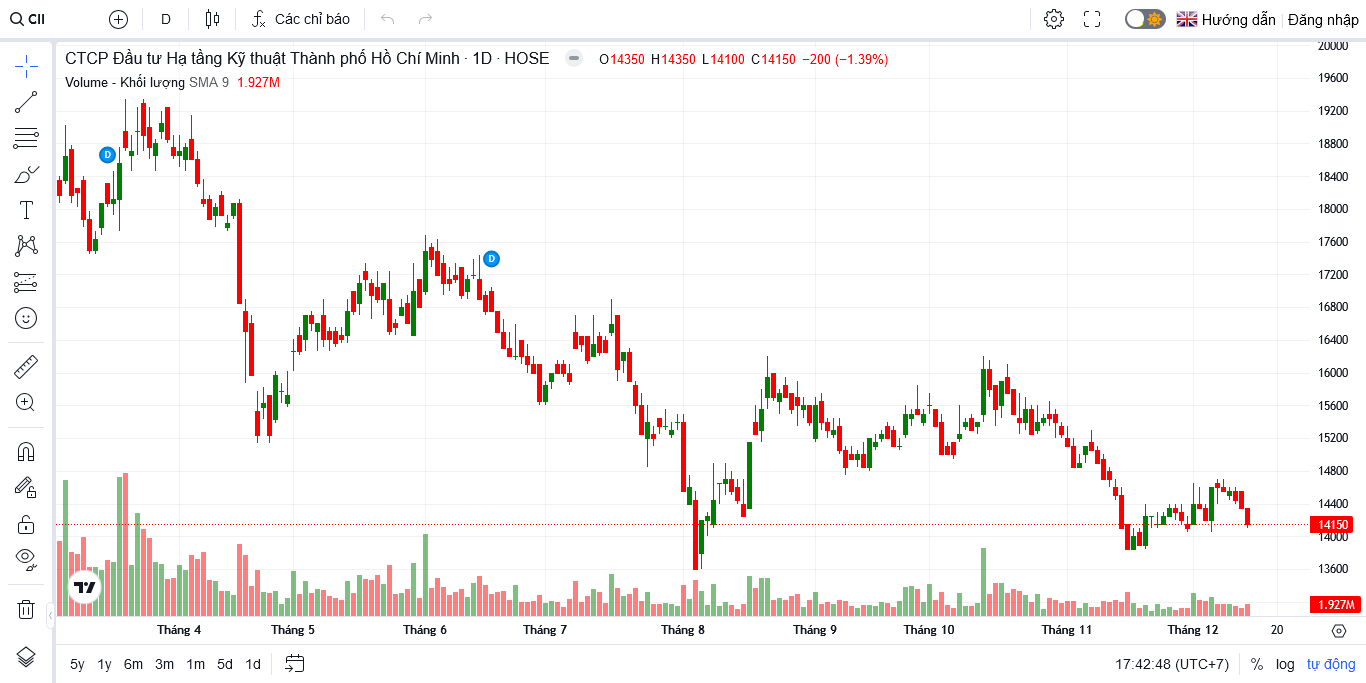 CII
D
Các chỉ báo
Hướng dẫn
Đăng nhập
CTCP Đầu tư Hạ tầng Kỹ thuật Thành phố Hồ Chí Minh · 1D · HOSE
O14350 H14350 L14100 C14150 −200 (−1.39%)
Volume - Khối lượng SMA 9 1.927M
D
D
20000
19600
19200
18800
18400
18000
17600
17200
16800
16400
16000
15600
15200
14800
14400
14150
14000
13600
1.927M
Tháng 4
Tháng 5
Tháng 6
Tháng 7
Tháng 8
Tháng 9
Tháng 10
Tháng 11
Tháng 12
20
5y 1y 6m 3m 1m 5d 1d
17:42:48 (UTC+7)
% log tự động